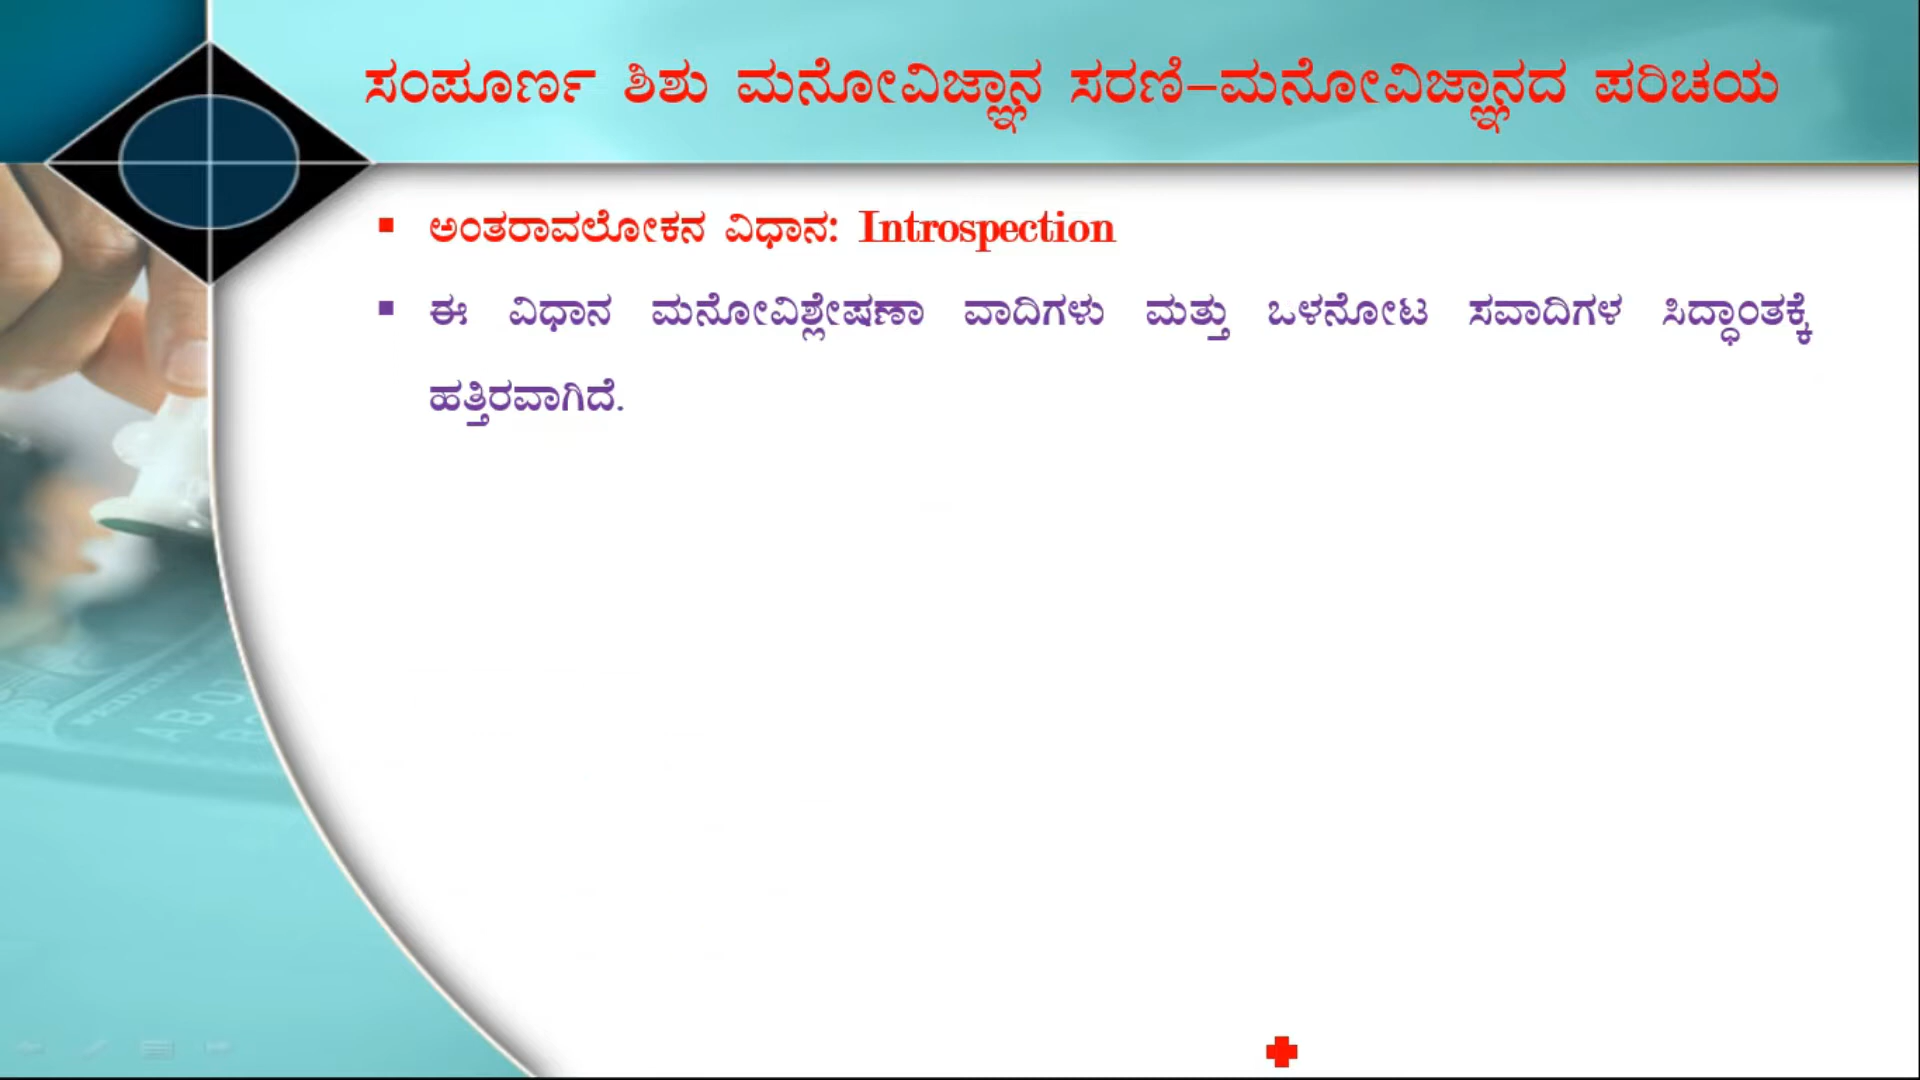 ಸಂಪೂರ್ಣ ಶಿಶು ಮನೋವಿಜ್ಞಾನ ಸರಣಿ–ಮನೋವಿಜ್ಞಾನದ ಪರಿಚಯ
▪ ಅಂತರಾವಲೋಕನ ವಿಧಾನ: Introspection
▪ ಈ ವಿಧಾನ ಮನೋವಿಶ್ಲೇಷಣಾ ವಾದಿಗಳು ಮತ್ತು ಒಳನೋಟ ಸವಾದಿಗಳ ಸಿದ್ಧಾಂತಕ್ಕೆ
ಹತ್ತಿರವಾಗಿದೆ.